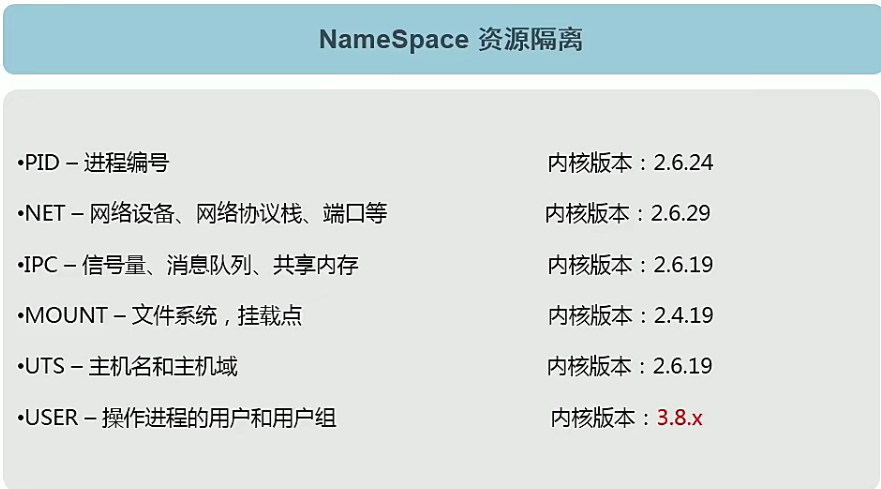 NameSpace 资源隔离
•PID – 进程编号 内核版本：2.6.24
•NET – 网络设备、网络协议栈、端口等 内核版本：2.6.29
•IPC – 信号量、消息队列、共享内存 内核版本：2.6.19
•MOUNT – 文件系统，挂载点 内核版本：2.4.19
•UTS – 主机名和主机域 内核版本：2.6.19
•USER – 操作进程的用户和用户组 内核版本：3.8.x